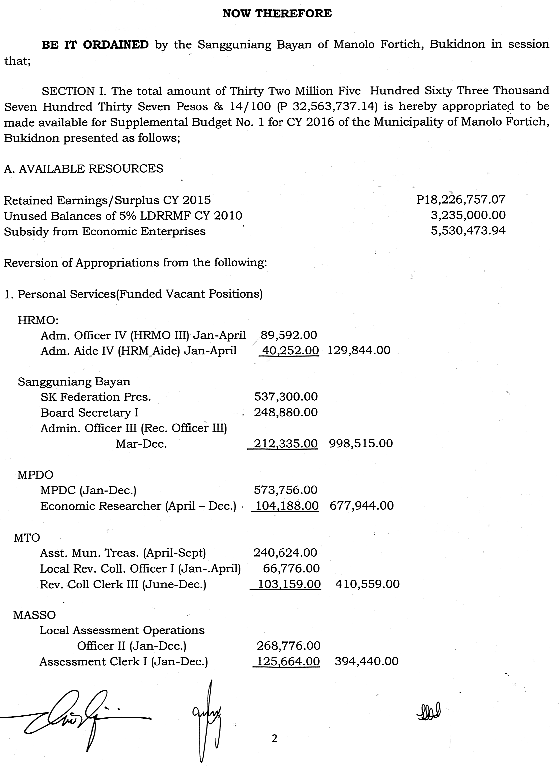 NOW THEREFORE
BE IT ORDAINED by the Sangguniang Bayan of Manolo Fortich, Bukidnon in session
that;
SECTION I. The total amount of Thirty Two Million Five Hundred Sixty Three Thousand
Seven Hundred Thirty Seven Pesos & 14/100 (P 32,563,737.14) is hereby appropriated to be
made available for Supplemental Budget No. 1 for CY 2016 of the Municipality of Manolo Fortich,
Bukidnon presented as follows;
A. AVAILABLE RESOURCES
Retained Earnings/Surplus CY 2015 P18,226,757.07
Unused Balances of 5% LDRRMF CY 2010 3,235,000.00
Subsidy from Economic Enterprises 5,530,473.94
Reversion of Appropriations from the following:
1. Personal Services(Funded Vacant Positions)
HRMO:
Adm. Officer IV (HRMO III) Jan-April 89,592.00
Adm. Aide IV (HRM Aide) Jan-April 40,252.00 129,844.00
Sangguniang Bayan
SK Federation Pres. 537,300.00
Board Secretary I 248,880.00
Admin. Officer III (Rec. Officer III)
Mar-Dec. 212,335.00 998,515.00
MPDO
MPDC (Jan-Dec.) 573,756.00
Economic Researcher (April – Dec.) 104,188.00 677,944.00
MTO
Asst. Mun. Treas. (April-Sept) 240,624.00
Local Rev. Coll. Officer I (Jan-.April) 66,776.00
Rev. Coll Clerk III (June-Dec.) 103,159.00 410,559.00
MASSO
Local Assessment Operations
Officer II (Jan-Dec.) 268,776.00
Assessment Clerk I (Jan-Dec.) 125,664.00 394,440.00
2